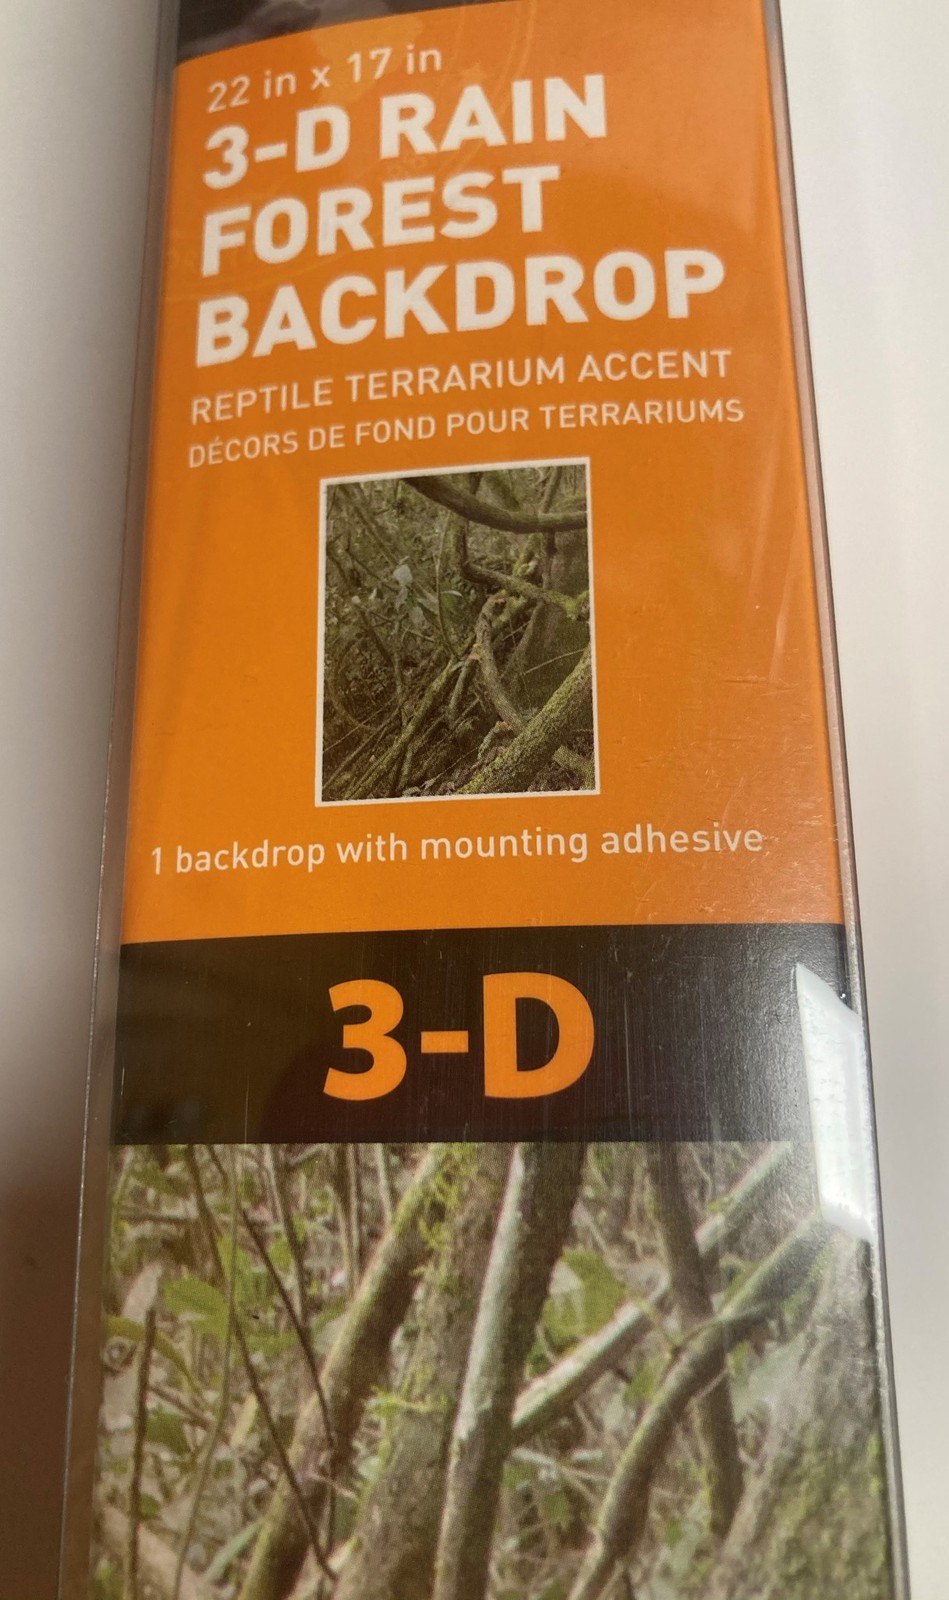 22 in x 17 in
3-D RAIN
FOREST
BACKDROP
REPTILE TERRARIUM ACCENT
DÉCORS DE FOND POUR TERRARIUMS
1 backdrop with mounting adhesive
3-D